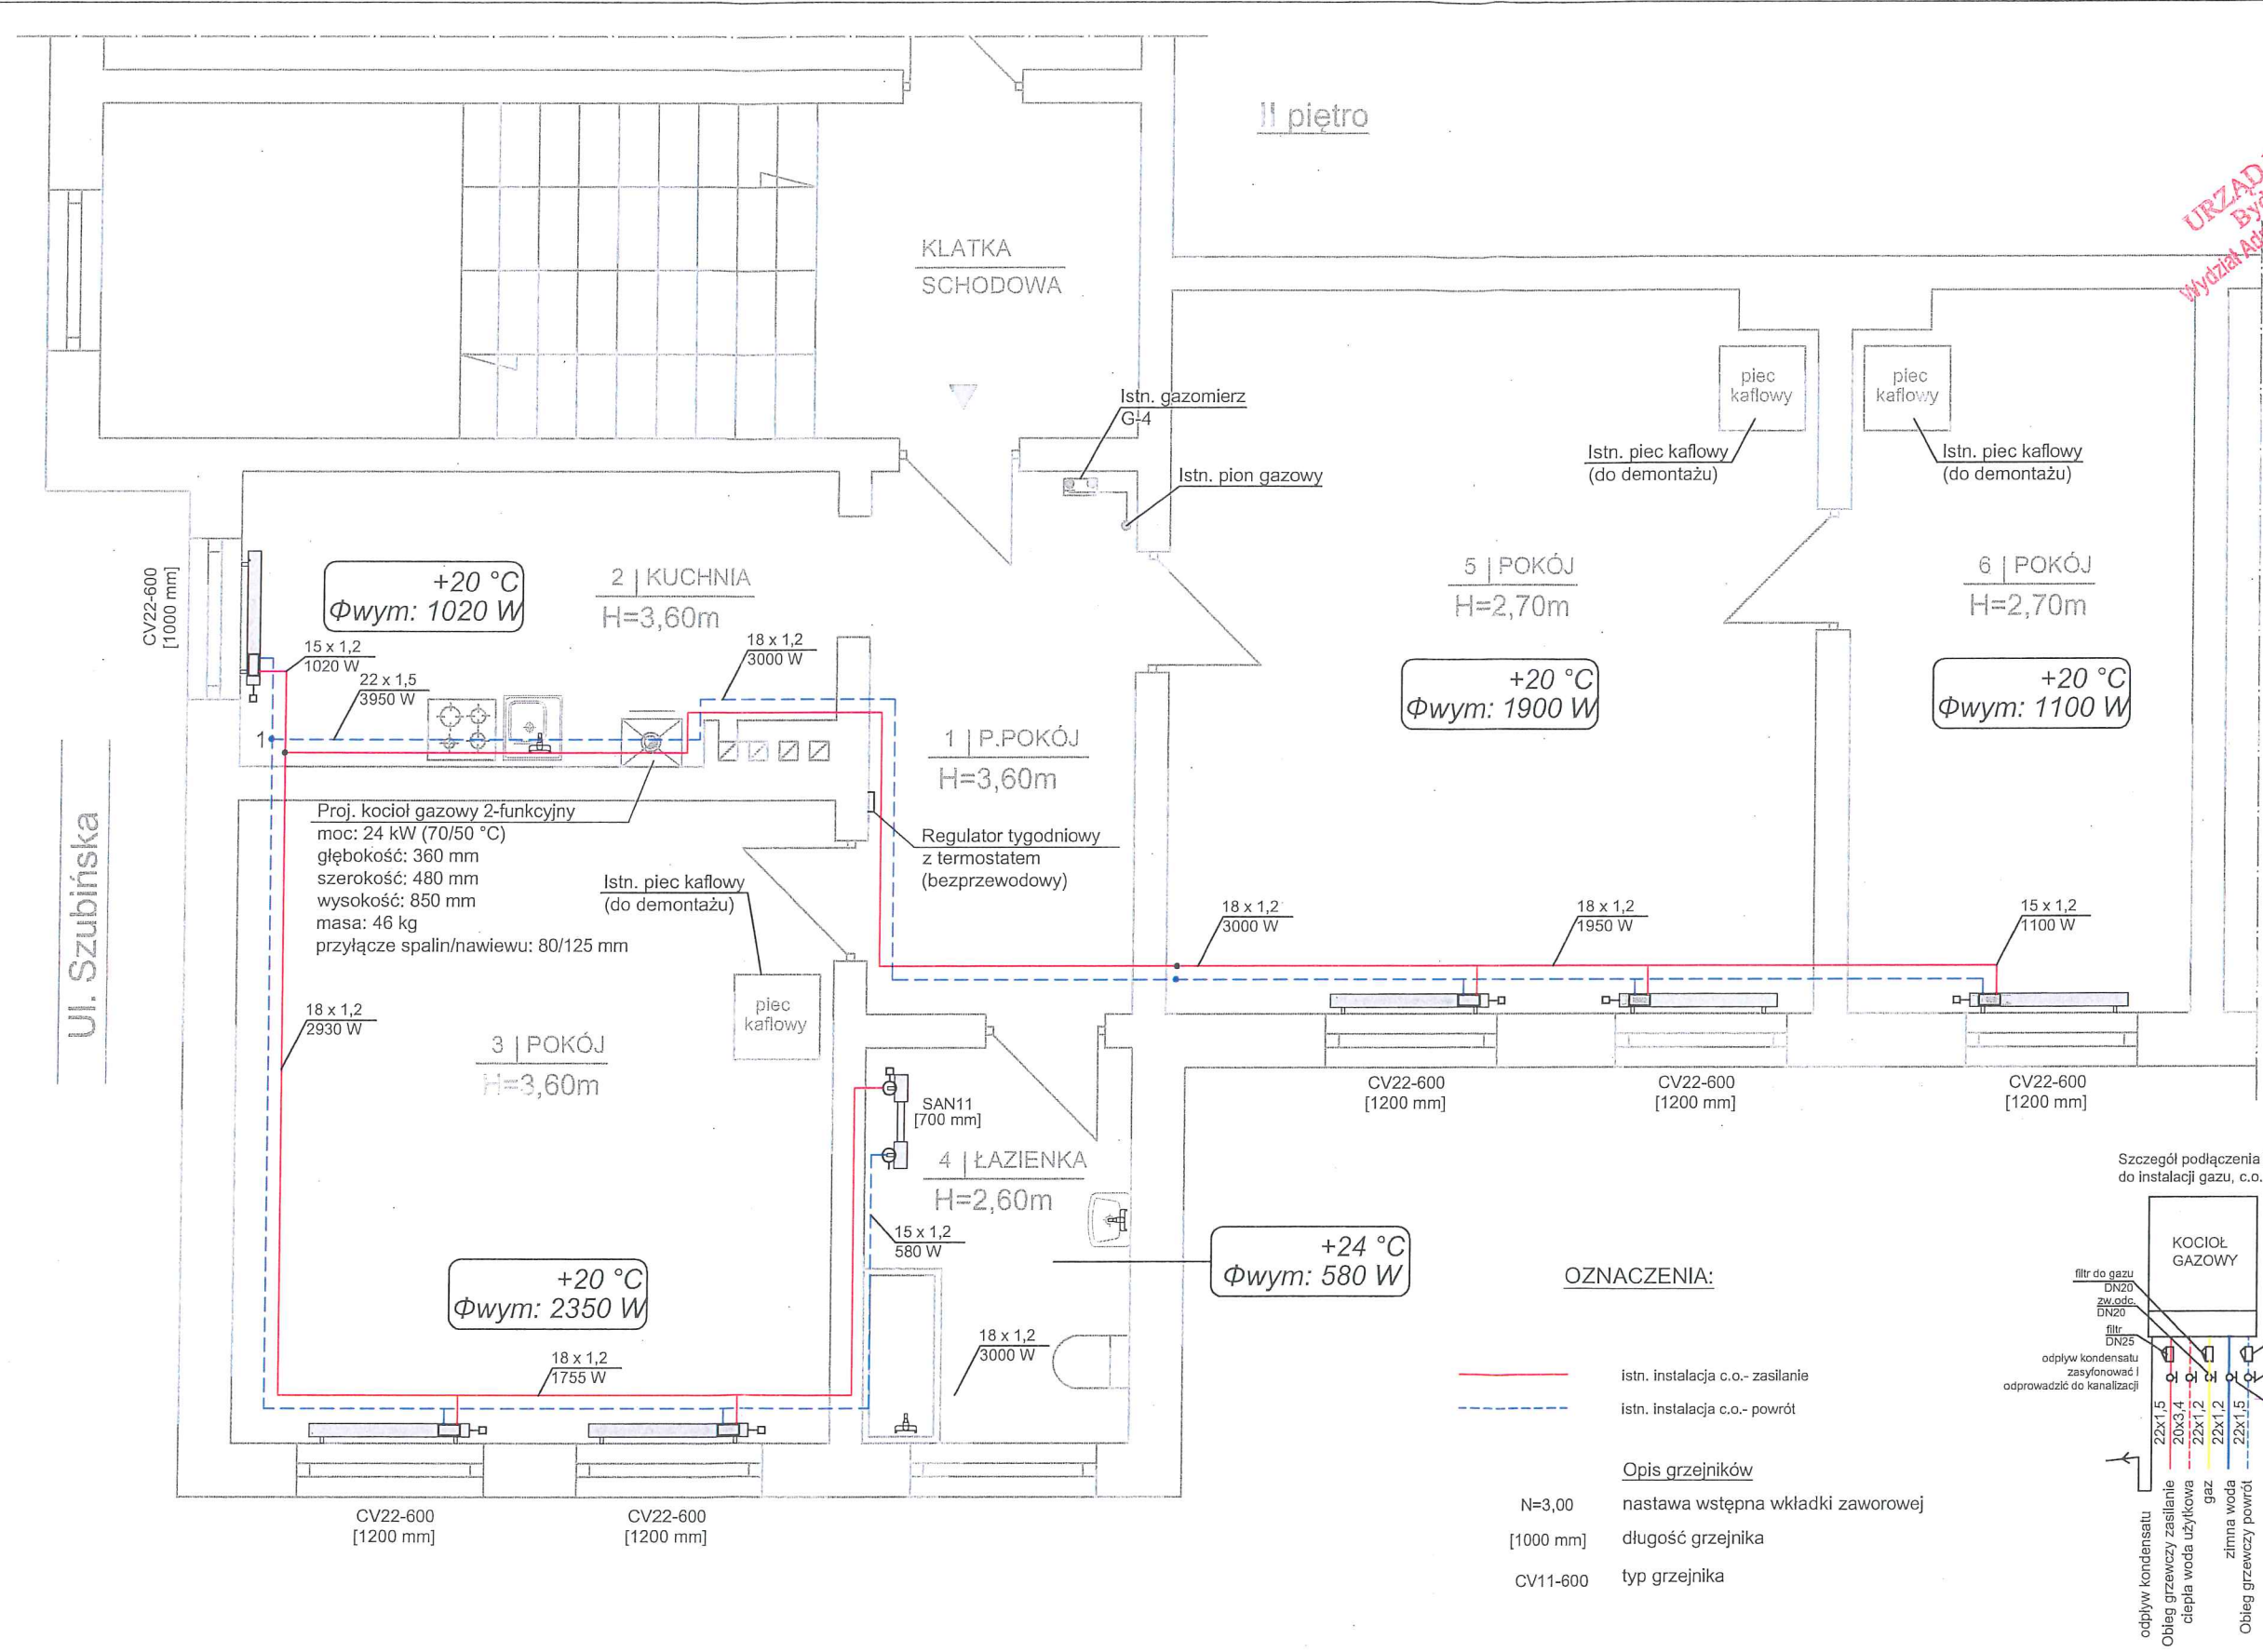 II piętro
URZĄD
Wydział
KLATKA
SCHODOWA
Istn. gazomierz
G-4
Istn. pion gazowy
piec
kaflowy
piec
kaflowy
Istn. piec kaflowy
(do demontażu)
Istn. piec kaflowy
(do demontażu)
CV22-600
[1000 mm]
+20 °C
Φwym: 1020 W
2 | KUCHNIA
H=3,60m
15 x 1,2
1020 W
22 x 1,5
3950 W
18 x 1,2
3000 W
1
5 | POKÓJ
H=2,70m
+20 °C
Φwym: 1900 W
6 | POKÓJ
H=2,70m
+20 °C
Φwym: 1100 W
1 | P.POKÓJ
H=3,60m
Proj. kocioł gazowy 2-funkcyjny
moc: 24 kW (70/50 °C)
głębokość: 360 mm
szerokość: 480 mm
wysokość: 850 mm
masa: 46 kg
przyłącze spalin/nawiewu: 80/125 mm
Regulator tygodniowy
z termostatem
(bezprzewodowy)
Istn. piec kaflowy
(do demontażu)
piec
kaflowy
ul. Szubińska
18 x 1,2
3000 W
18 x 1,2
1950 W
15 x 1,2
1100 W
18 x 1,2
2930 W
3 | POKÓJ
H=3,60m
SAN11
[700 mm]
CV22-600
[1200 mm]
CV22-600
[1200 mm]
CV22-600
[1200 mm]
4 | ŁAZIENKA
H=2,60m
15 x 1,2
580 W
+24 °C
Φwym: 580 W
+20 °C
Φwym: 2350 W
18 x 1,2
3000 W
18 x 1,2
1755 W
CV22-600
[1200 mm]
CV22-600
[1200 mm]
OZNACZENIA:
istn. instalacja c.o.- zasilanie
istn. instalacja c.o.- powrót
Opis grzejników
N=3,00 nastawa wstępna wkładki zaworowej
[1000 mm] długość grzejnika
CV11-600 typ grzejnika
Szczegół podłączenia
do instalacji gazu, c.o.
KOCIOŁ
GAZOWY
filtr do gazu
DN20
zw.odc.
DN20
filtr
DN25
odpływ kondensatu
zasyfonować i
odprowadzić do kanalizacji
22x1,5
20x3,4
22x1,2
22x1,2
22x1,5
odpływ kondensatu
Obieg grzewczy zasilanie
ciepła woda użytkowa
gaz
zimna woda
Obieg grzewczy powrót